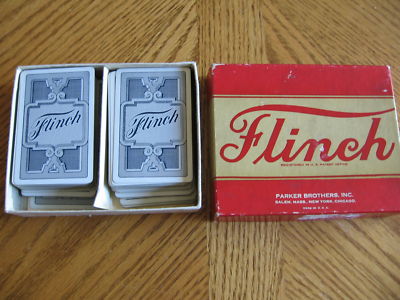 Flinch
Flinch
Flinch
REGISTERED IN U.S. PATENT OFFICE
PARKER BROTHERS, INC.
SALEM, MASS., NEW YORK, CHICAGO.
MADE IN U.S.A.